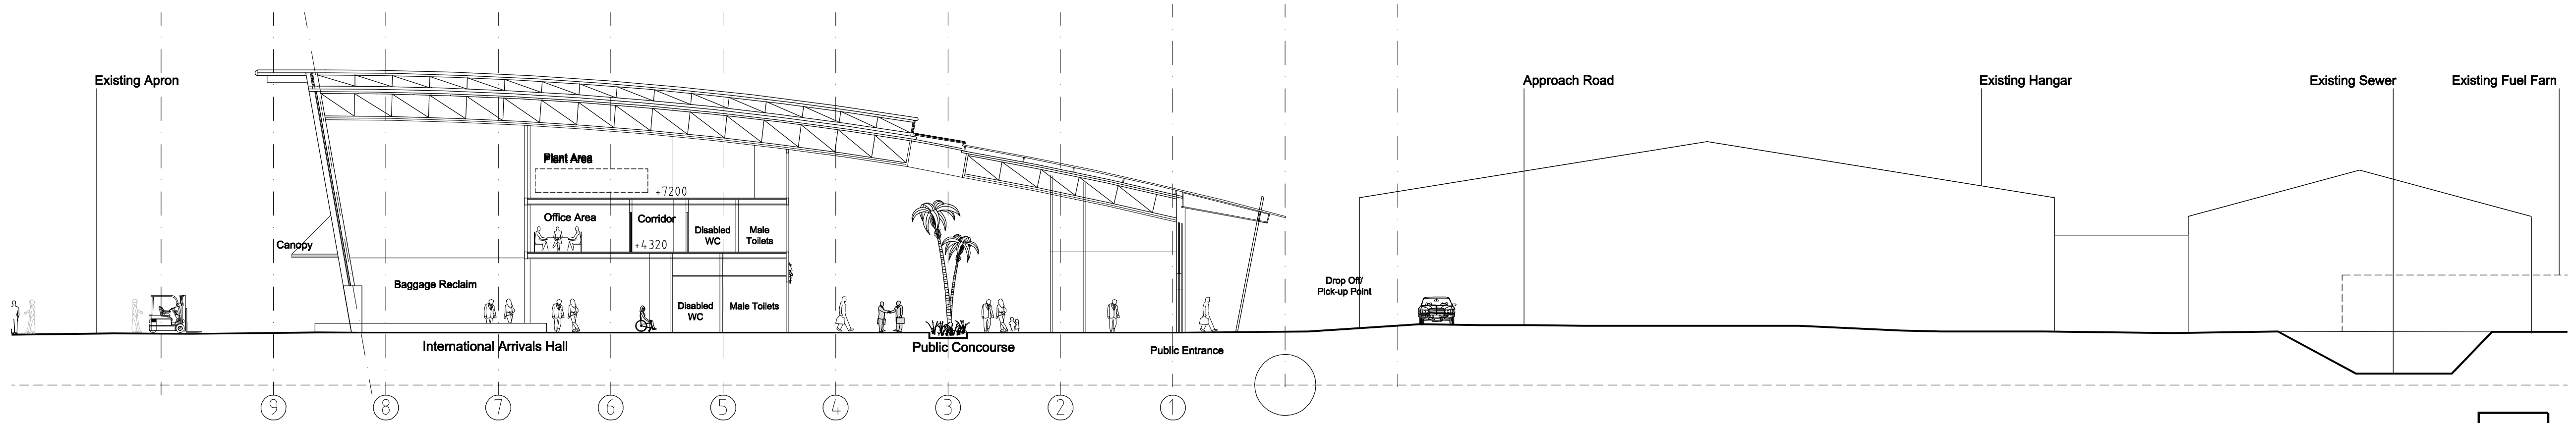 Existing Apron
Approach Road
Existing Hangar
Existing Sewer
Existing Fuel Farn
Plant Area
+7200
Office Area
Corridor
Disabled
WC
Male
Toilets
+4320
Canopy
Baggage Reclaim
Disabled
WC
Male Toilets
Drop Off/
Pick-up Point
International Arrivals Hall
Public Concourse
Public Entrance
9
8
7
6
5
4
3
2
1